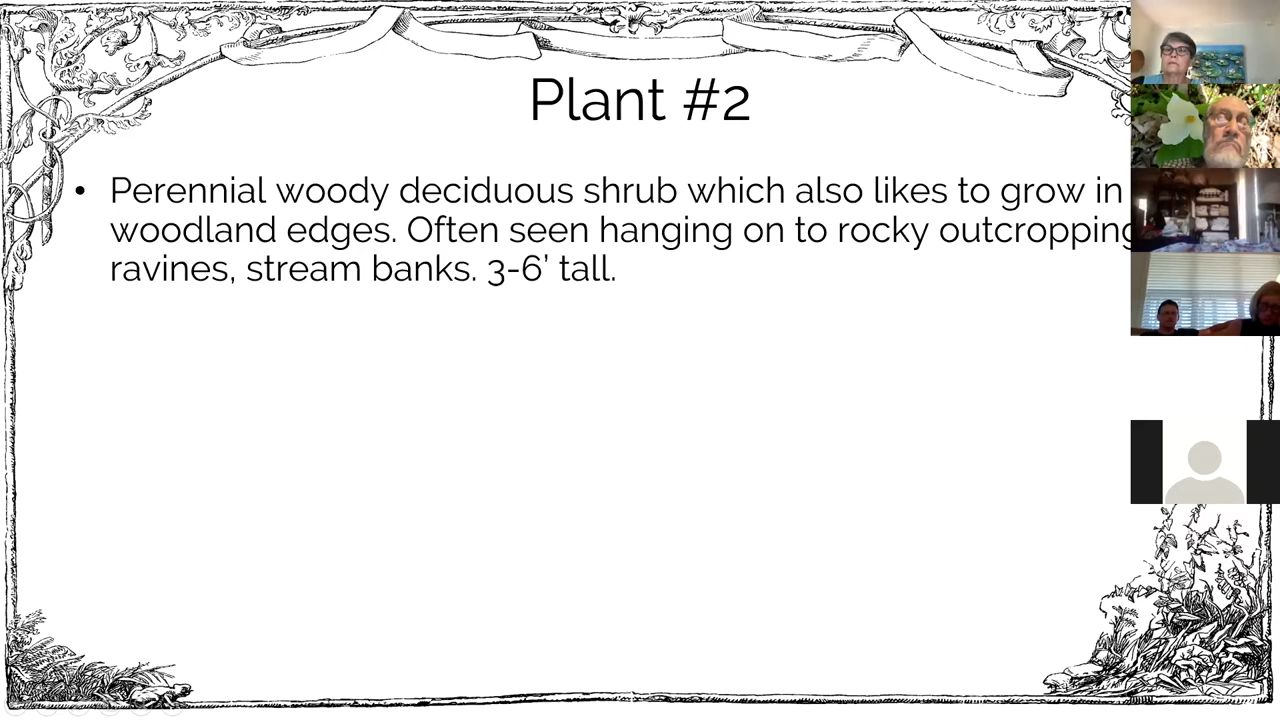 Plant #2
• Perennial woody deciduous shrub which also likes to grow in
woodland edges. Often seen hanging on to rocky outcropping
ravines, stream banks. 3-6’ tall.